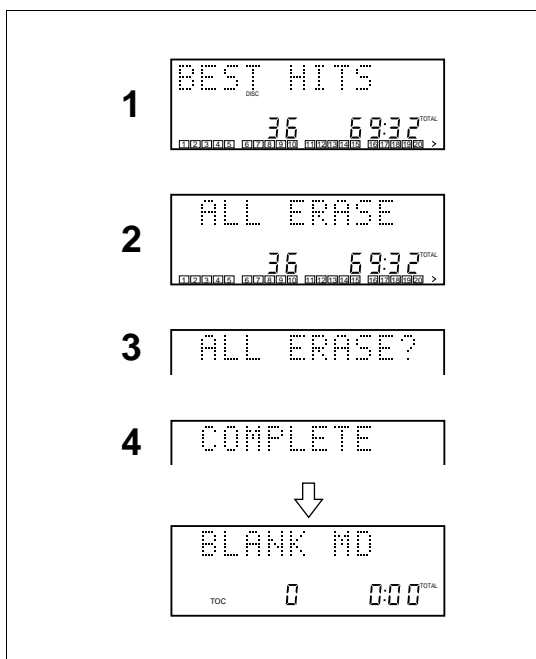 1
BEST HITS
DISC
36 69:32 TOTAL
1 2 3 4 5 6 7 8 9 10 11 12 13 14 15 16 17 18 19 20 >
2
ALL ERASE
36 69:32 TOTAL
1 2 3 4 5 6 7 8 9 10 11 12 13 14 15 16 17 18 19 20 >
3
ALL ERASE?
4
COMPLETE
BLANK MD
TOC 0 0:00 TOTAL